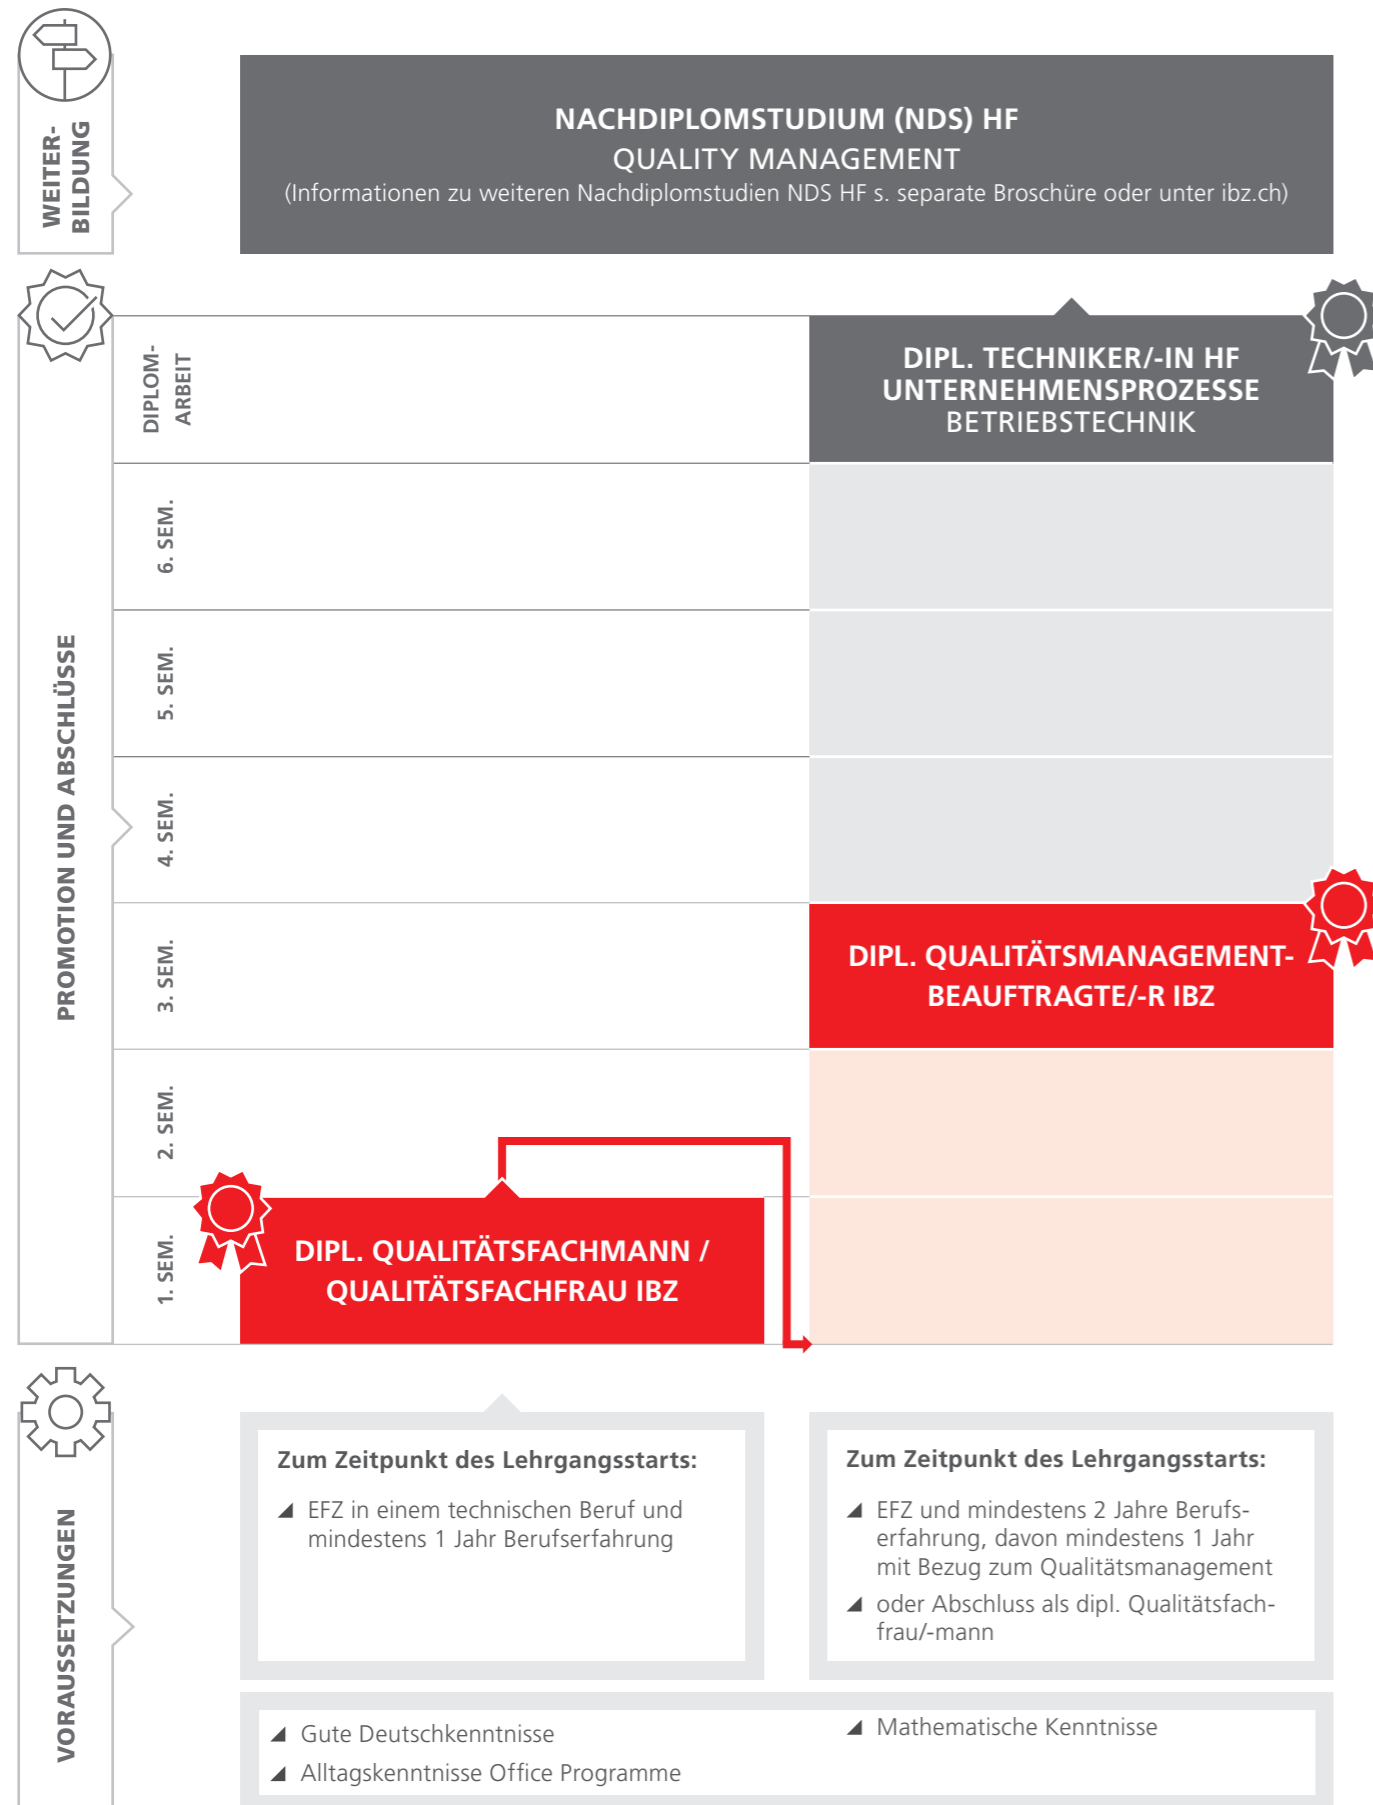 WEITER-
BILDUNG
NACHDIPLOMSTUDIUM (NDS) HF
QUALITY MANAGEMENT
(Informationen zu weiteren Nachdiplomstudien NDS HF s. separate Broschüre oder unter ibz.ch)
PROMOTION UND ABSCHLÜSSE
DIPLOM-
ARBEIT
DIPL. TECHNIKER/-IN HF
UNTERNEHMENSPROZESSE
BETRIEBSTECHNIK
6. SEM.
5. SEM.
4. SEM.
3. SEM.
DIPL. QUALITÄTSMANAGEMENT-
BEAUFTRAGTE/-R IBZ
2. SEM.
1. SEM.
DIPL. QUALITÄTSFACHMANN /
QUALITÄTSFACHFRAU IBZ
VORAUSSETZUNGEN
Zum Zeitpunkt des Lehrgangsstarts:
EFZ in einem technischen Beruf und
mindestens 1 Jahr Berufserfahrung
Zum Zeitpunkt des Lehrgangsstarts:
EFZ und mindestens 2 Jahre Berufs-
erfahrung, davon mindestens 1 Jahr
mit Bezug zum Qualitätsmanagement
oder Abschluss als dipl. Qualitätsfach-
frau/-mann
Gute Deutschkenntnisse
Alltagskenntnisse Office Programme
Mathematische Kenntnisse